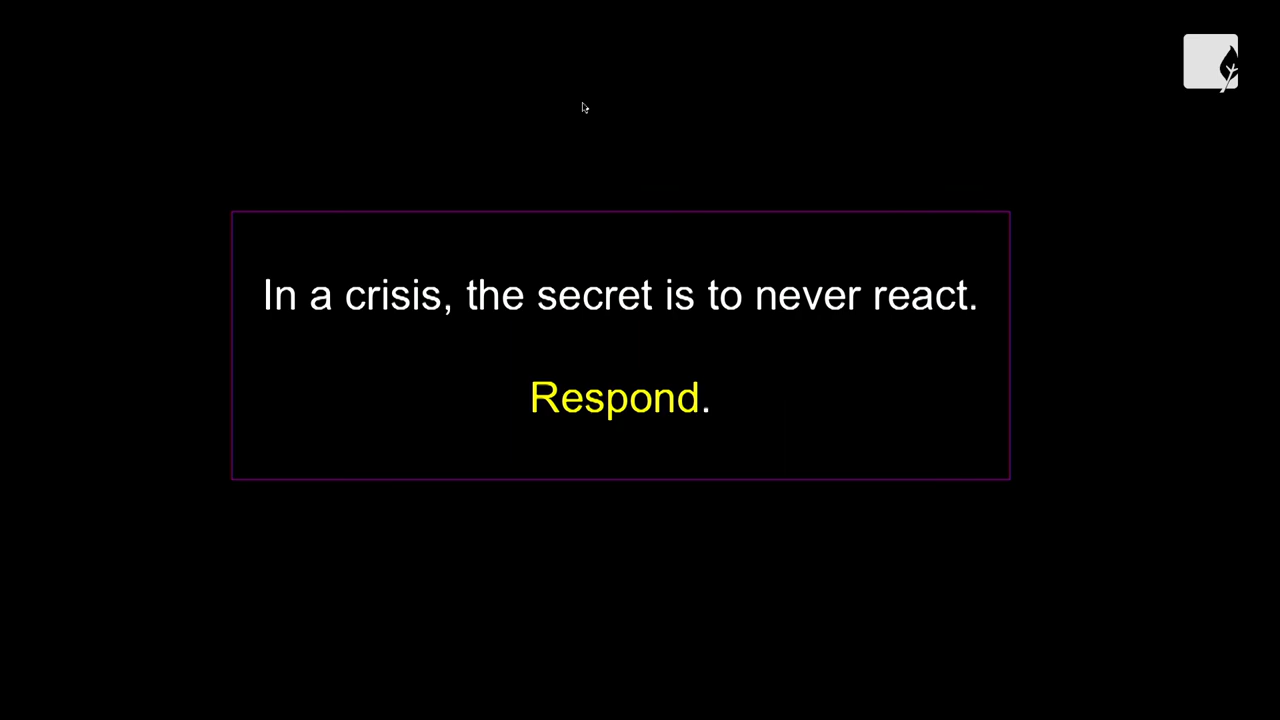 In a crisis, the secret is to never react.
Respond.